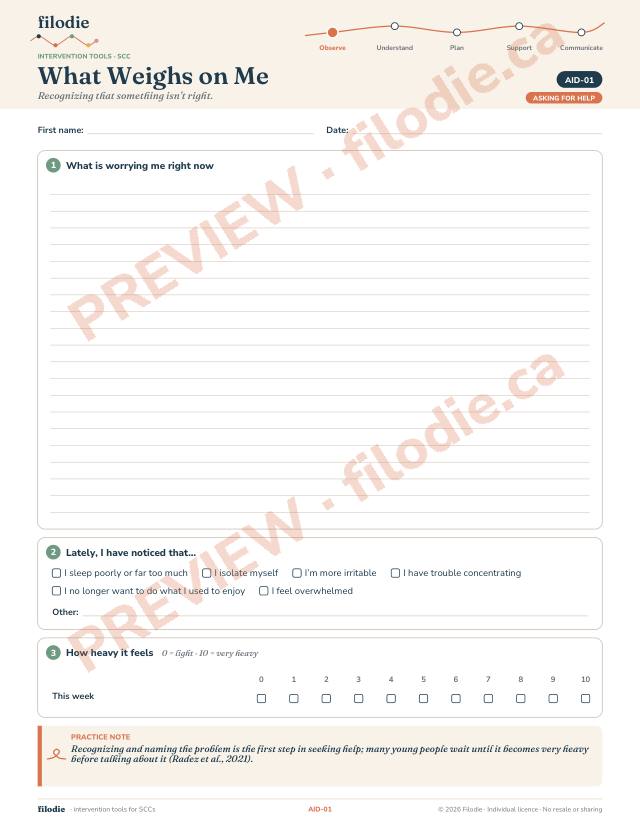 filodie
INTERVENTION TOOLS · SCC
What Weighs on Me
Recognizing that something isn't right.
Observe Understand Plan Support Communicate
AID-01
ASKING FOR HELP
First name: Date:
1 What is worrying me right now
PREVIEW · filodie.ca
PREVIEW · filodie.ca
2 Lately, I have noticed that...
I sleep poorly or far too much I isolate myself I'm more irritable I have trouble concentrating
I no longer want to do what I used to enjoy I feel overwhelmed
Other:
3 How heavy it feels 0 = light · 10 = very heavy
0 1 2 3 4 5 6 7 8 9 10
This week
PRACTICE NOTE
Recognizing and naming the problem is the first step in seeking help; many young people wait until it becomes very heavy
before talking about it (Radez et al., 2021).
filodie · intervention tools for SCCs AID-01 © 2026 Filodie · Individual licence · No resale or sharing